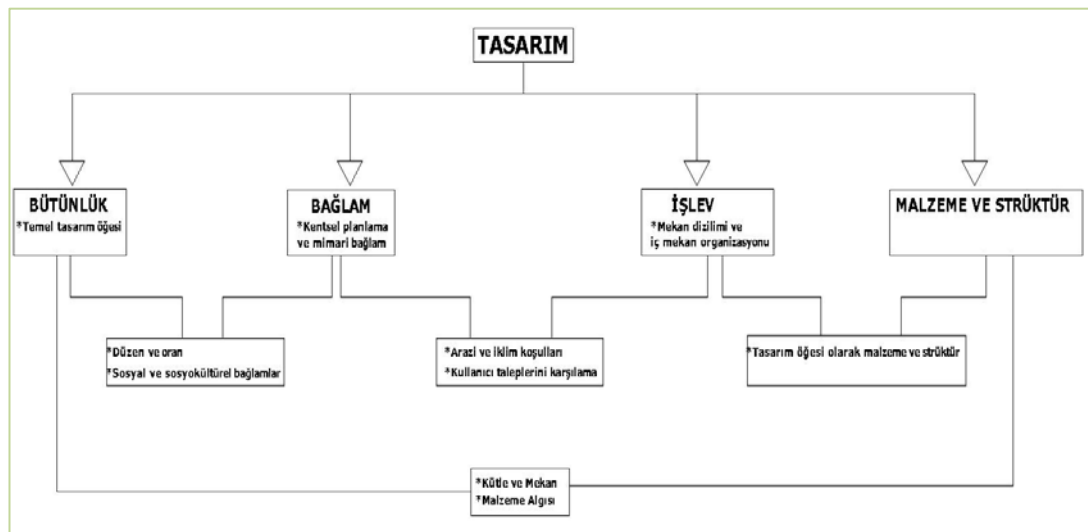 TASARIM
BÜTÜNLÜK
*Temel tasarım öğesi
BAĞLAM
*Kentsel planlama
ve mimari bağlam
İŞLEV
*Mekan dizilimi ve
iç mekan organizasyonu
MALZEME VE STRÜKTÜR
*Düzen ve oran
*Sosyal ve sosyokültürel bağlamlar
*Arazi ve iklim koşulları
*Kullanıcı taleplerini karşılama
*Tasarım öğesi olarak malzeme ve strüktür
*Kütle ve Mekan
*Malzeme Algısı